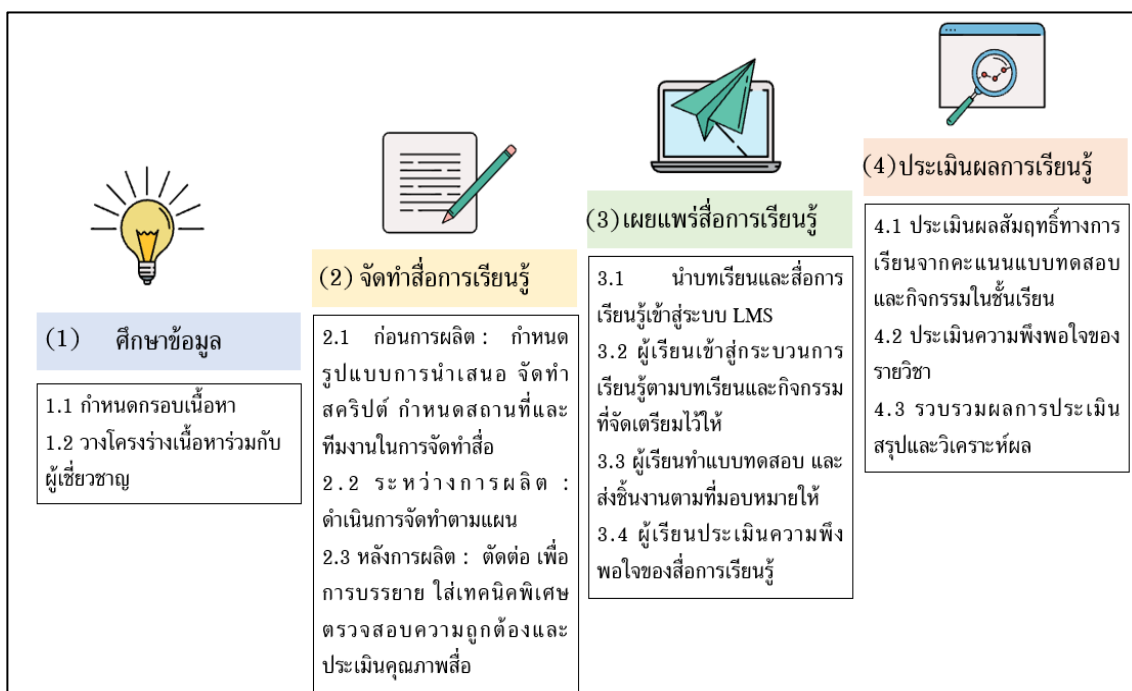 (1) ศึกษาข้อมูล
1.1 กำหนดกรอบเนื้อหา
1.2 วางโครงร่างเนื้อหาร่วมกับ
ผู้เชี่ยวชาญ
(2) จัดทำสื่อการเรียนรู้
2.1 ก่อนการผลิต : กำหนด
รูปแบบการนำเสนอ จัดทำ
สคริปต์ กำหนดสถานที่และ
ทีมงานในการจัดทำสื่อ
2.2 ระหว่างการผลิต :
ดำเนินการจัดทำตามแผน
2.3 หลังการผลิต : ตัดต่อ เพื่อ
การบรรยาย ใส่เทคนิคพิเศษ
ตรวจสอบความถูกต้องและ
ประเมินคุณภาพสื่อ
(3) เผยแพร่สื่อการเรียนรู้
3.1 นำบทเรียนและสื่อการ
เรียนรู้เข้าสู่ระบบ LMS
3.2 ผู้เรียนเข้าสู่กระบวนการ
เรียนรู้ตามบทเรียนและกิจกรรม
ที่จัดเตรียมไว้ให้
3.3 ผู้เรียนทำแบบทดสอบ และ
ส่งชิ้นงานตามที่มอบหมายให้
3.4 ผู้เรียนประเมินความพึง
พอใจของสื่อการเรียนรู้
(4) ประเมินผลการเรียนรู้
4.1 ประเมินผลสัมฤทธิ์ทางการ
เรียนจากคะแนนแบบทดสอบ
และกิจกรรมในชั้นเรียน
4.2 ประเมินความพึงพอใจของ
รายวิชา
4.3 รวบรวมผลการประเมิน
สรุปและวิเคราะห์ผล